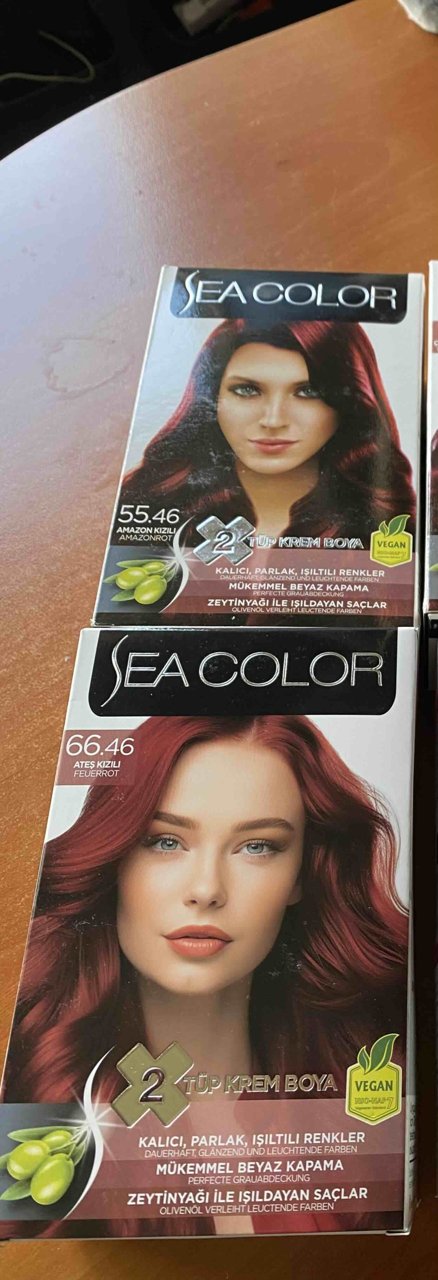 SEA COLOR
55.46
AMAZON KIZILI
AMAZONROT
2 TÜP KREM BOYA
VEGAN
KALICI, PARLAK, IŞILTILI RENKLER
DAUERHAFT, GLÄNZEND UND LEUCHTENDE FARBEN
MÜKEMMEL BEYAZ KAPAMA
PERFECTE GRAUABDECKUNG
ZEYTİNYAĞI İLE IŞILDAYAN SAÇLAR
OLIVENÖL VERLEIHT LEUCTENDE FARBEN
SEA COLOR
66.46
ATEŞ KIZILI
FEUERROT
2 TÜP KREM BOYA
VEGAN
KALICI, PARLAK, IŞILTILI RENKLER
DAUERHAFT, GLÄNZEND UND LEUCHTENDE FARBEN
MÜKEMMEL BEYAZ KAPAMA
PERFECTE GRAUABDECKUNG
ZEYTİNYAĞI İLE IŞILDAYAN SAÇLAR
OLIVENÖL VERLEIHT LEUCTENDE FARBEN